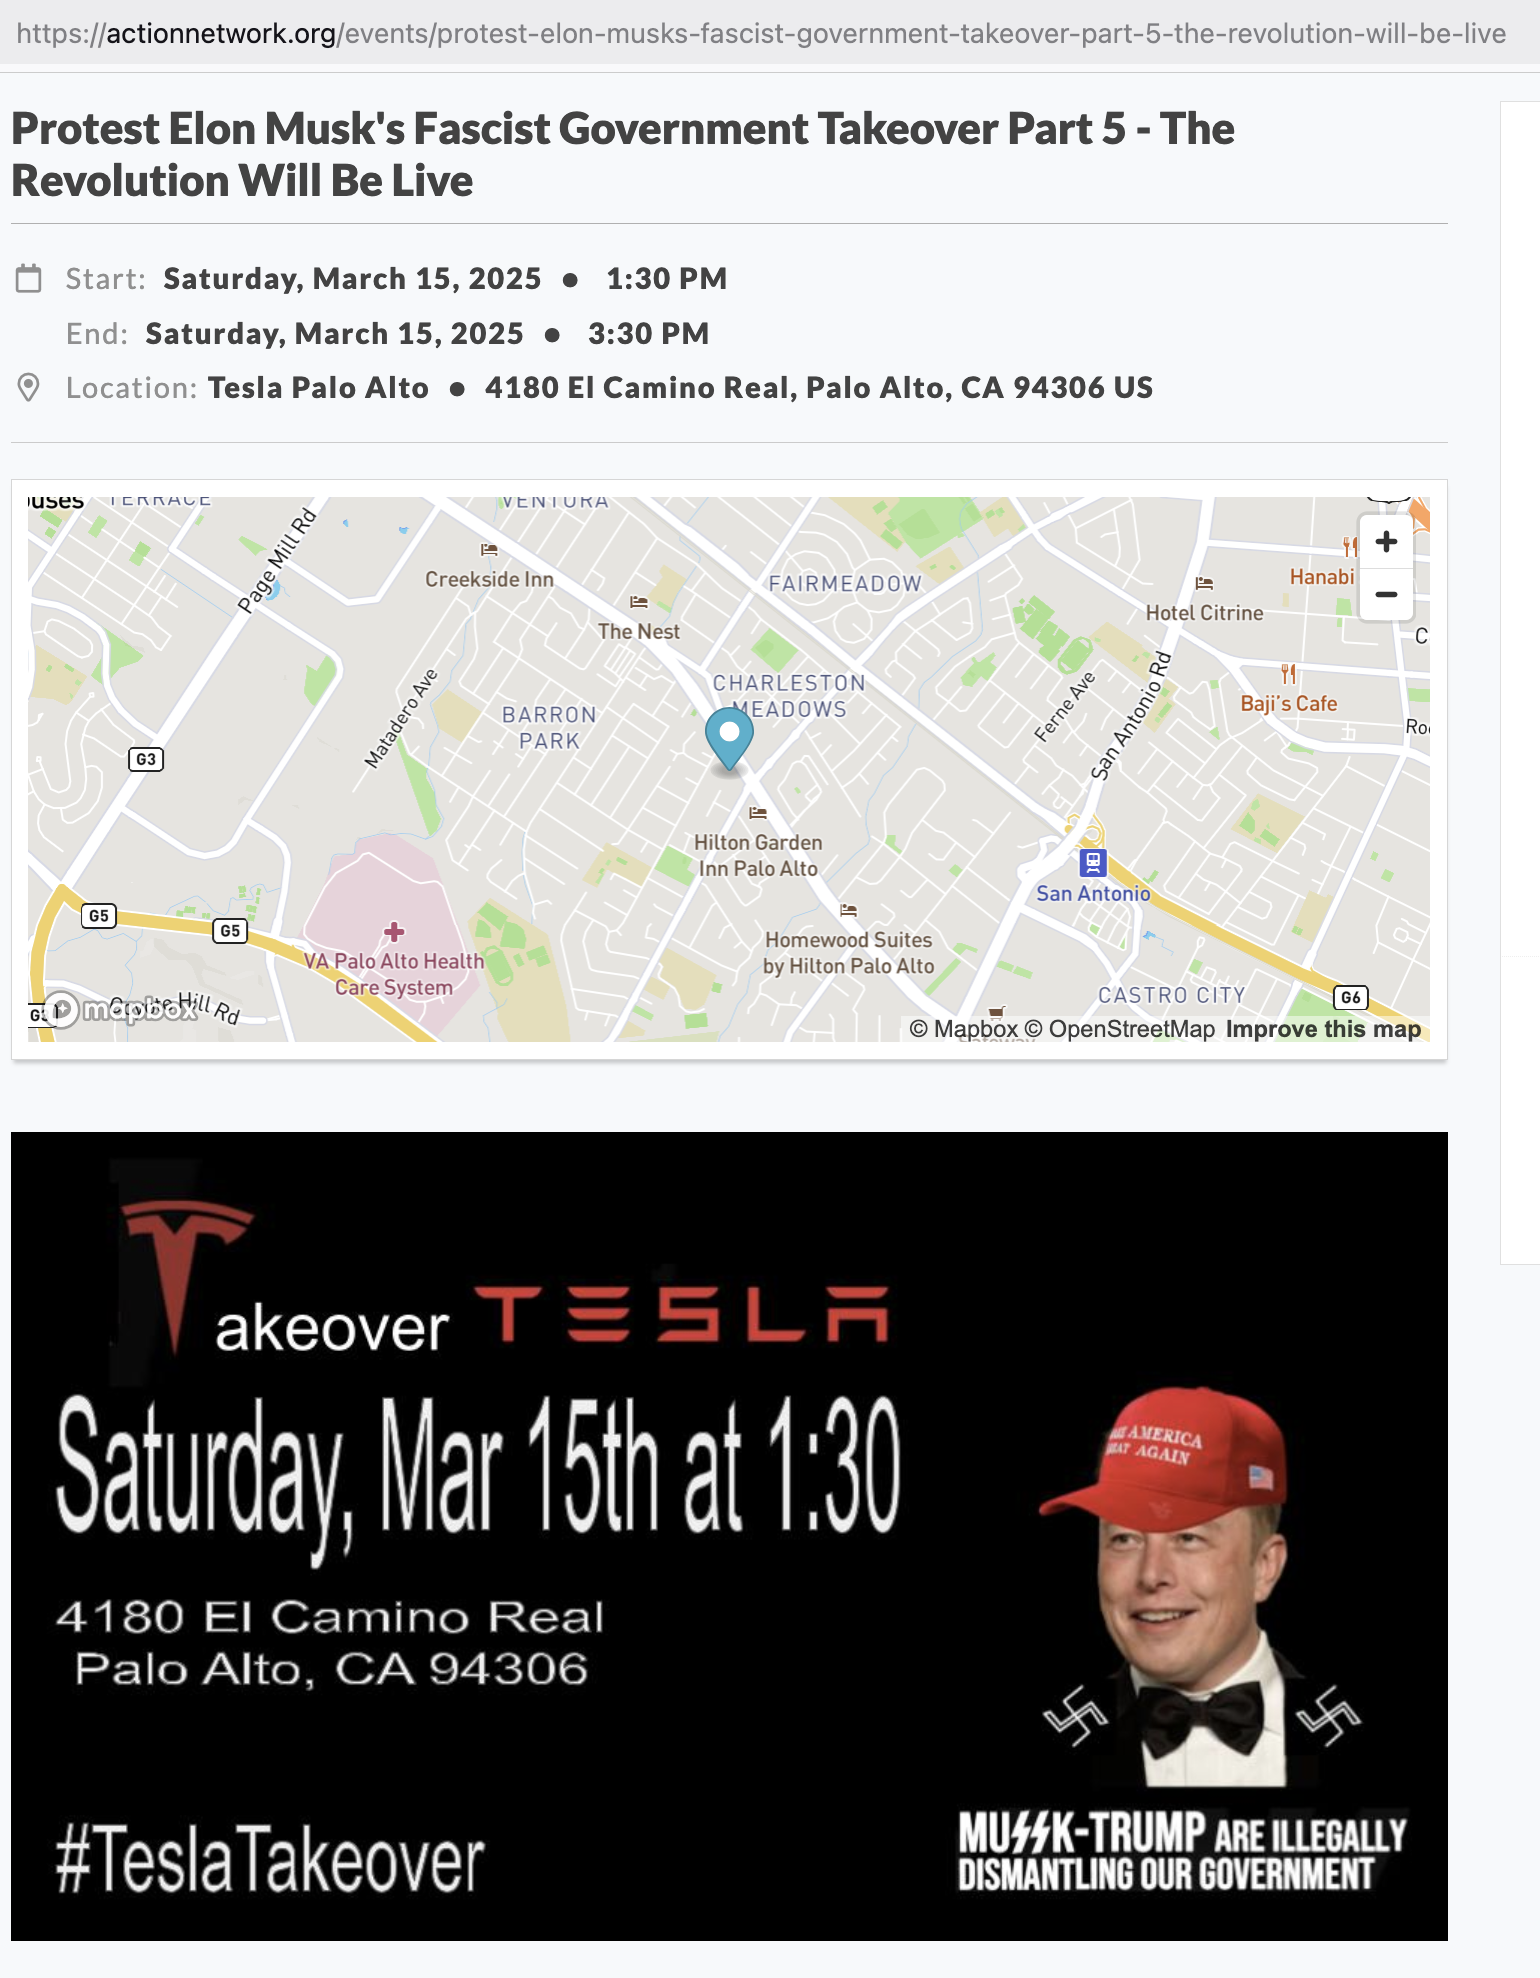 https://actionnetwork.org/events/protest-elon-musks-fascist-government-takeover-part-5-the-revolution-will-be-live
Protest Elon Musk's Fascist Government Takeover Part 5 - The
Revolution Will Be Live
Start: Saturday, March 15, 2025 ● 1:30 PM
End: Saturday, March 15, 2025 ● 3:30 PM
Location: Tesla Palo Alto ● 4180 El Camino Real, Palo Alto, CA 94306 US
uses
TERRACE
VENTURA
Page Mill Rd
Creekside Inn
FAIRMEADOW
+
Hanabi
−
The Nest
Hotel Citrine
C
CHARLESTON
MEADOWS
BARRON
PARK
Matadero Ave
Ferne Ave
San Antonio Rd
Baji's Cafe
Ro
G3
Hilton Garden
Inn Palo Alto
San Antonio
G5
G5
Homewood Suites
by Hilton Palo Alto
VA Palo Alto Health
Care System
CASTRO CITY
G6
G5
mapbox
Coyote Hill Rd
Safeway
© Mapbox © OpenStreetMap Improve this map
Takeover TESLA
Saturday, Mar 15th at 1:30
4180 El Camino Real
Palo Alto, CA 94306
AMERICA
AGAIN
#TeslaTakeover
MUϟϟK-TRUMP ARE ILLEGALLY
DISMANTLING OUR GOVERNMENT